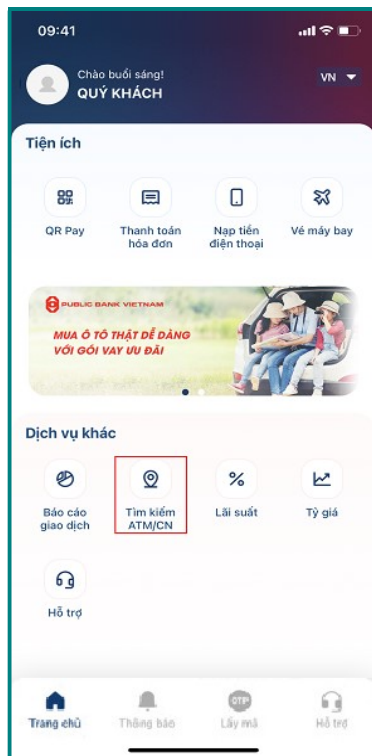 09:41
Chào buổi sáng!
QUÝ KHÁCH
VN
Tiện ích
QR Pay
Thanh toán
hóa đơn
Nạp tiền
điện thoại
Vé máy bay
PUBLIC BANK VIETNAM
MUA Ô TÔ THẬT DỄ DÀNG
VỚI GÓI VAY ƯU ĐÃI
Dịch vụ khác
Báo cáo
giao dịch
Tìm kiếm
ATM/CN
Lãi suất
Tỷ giá
Hỗ trợ
Trang chủ
Thông báo
OTP
Lấy mã
Hỗ trợ